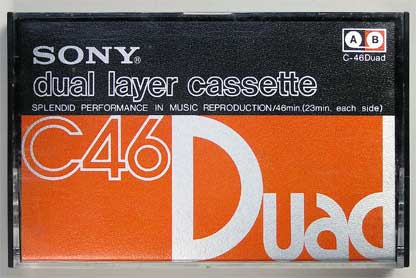 SONY®
A B
C-46Duad
dual layer cassette
SPLENDID PERFORMANCE IN MUSIC REPRODUCTION/46min.(23min. each side)
C46
Duad